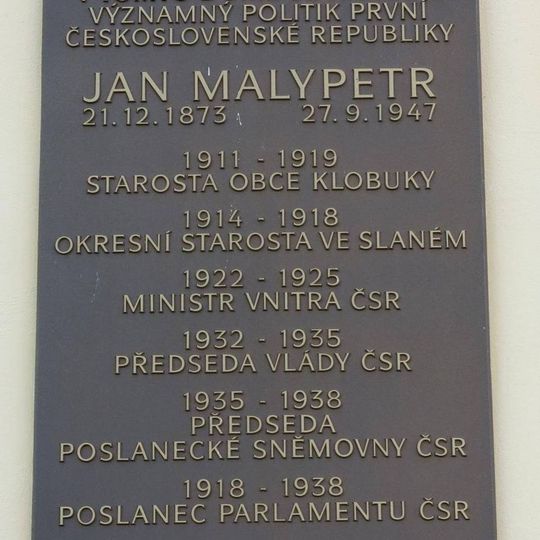 VÝZNAMNÝ POLITIK PRVNÍ
ČESKOSLOVENSKÉ REPUBLIKY
JAN MALYPETR
21.12.1873 27.9.1947
1911 - 1919
STAROSTA OBCE KLOBUKY
1914 - 1918
OKRESNÍ STAROSTA VE SLANÉM
1922 - 1925
MINISTR VNITRA ČSR
1932 - 1935
PŘEDSEDA VLÁDY ČSR
1935 - 1938
PŘEDSEDA
POSLANECKÉ SNĚMOVNY ČSR
1918 - 1938
POSLANEC PARLAMENTU ČSR